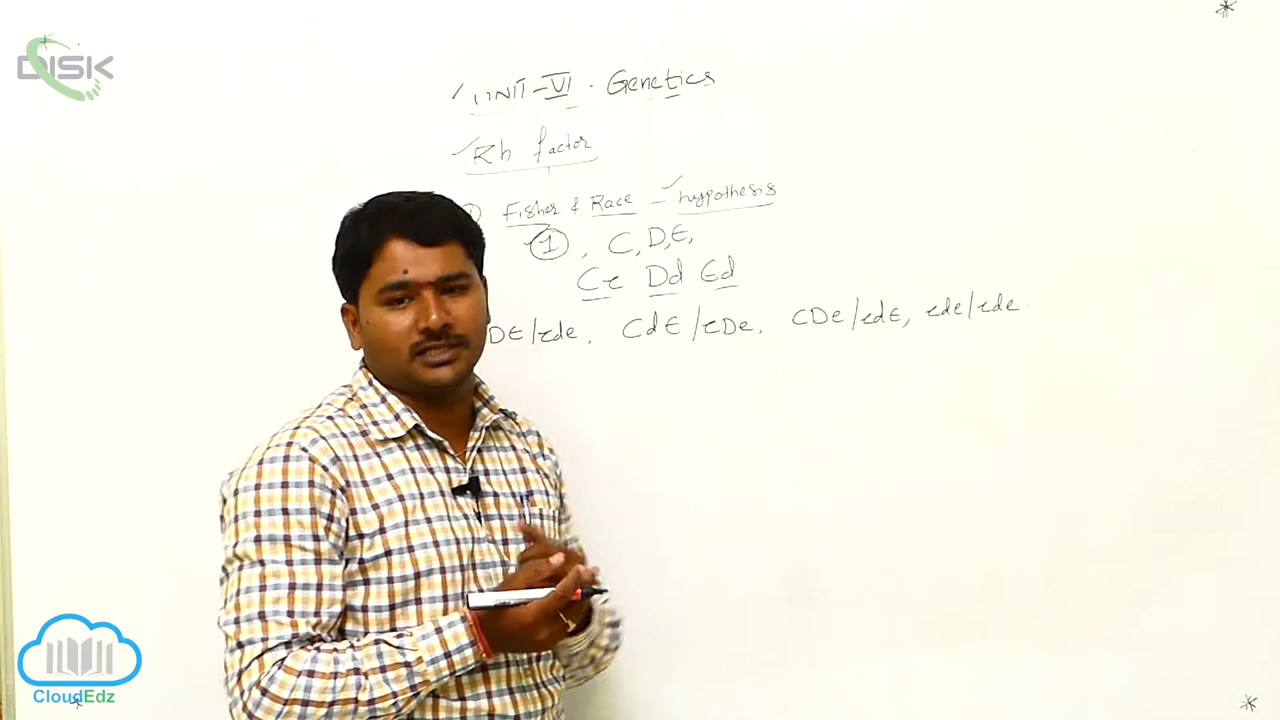 DISK
UNIT-VI. Genetics
Rh factor
Fisher & Race - hypothesis
1, C, D, E,
Cc Dd Ed
DE/cde, CdE/cDe, CDe/cdE, cde/cde.
CloudEdz